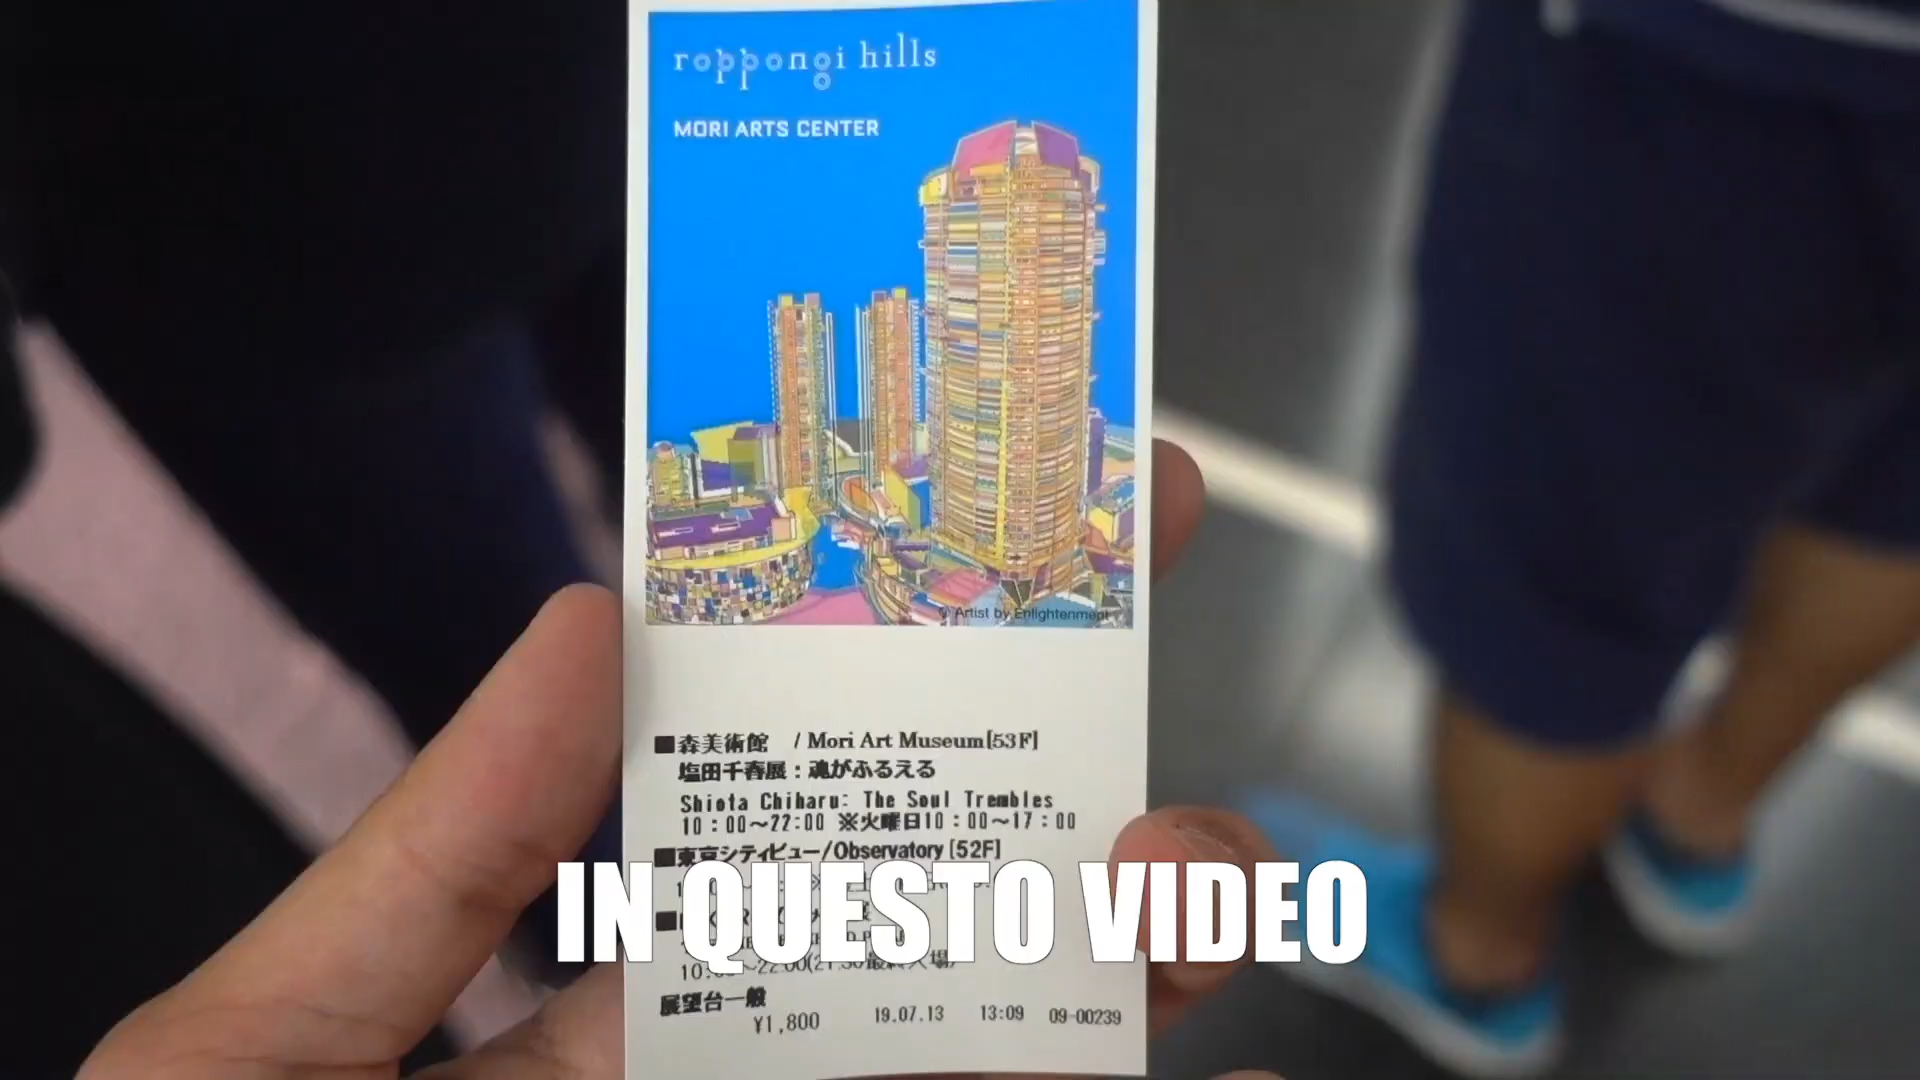 roppongi hills
MORI ARTS CENTER
© Artist by Enlightenment
■森美術館 / Mori Art Museum[53F]
塩田千春展:魂がふるえる
Shiota Chiharu: The Soul Trembles
10:00～22:00 ※火曜日10:00～17:00
■東京シティビュー/Observatory [52F]
IN QUESTO VIDEO
展望台一般
¥1,800 19.07.13 13:09 09-00239